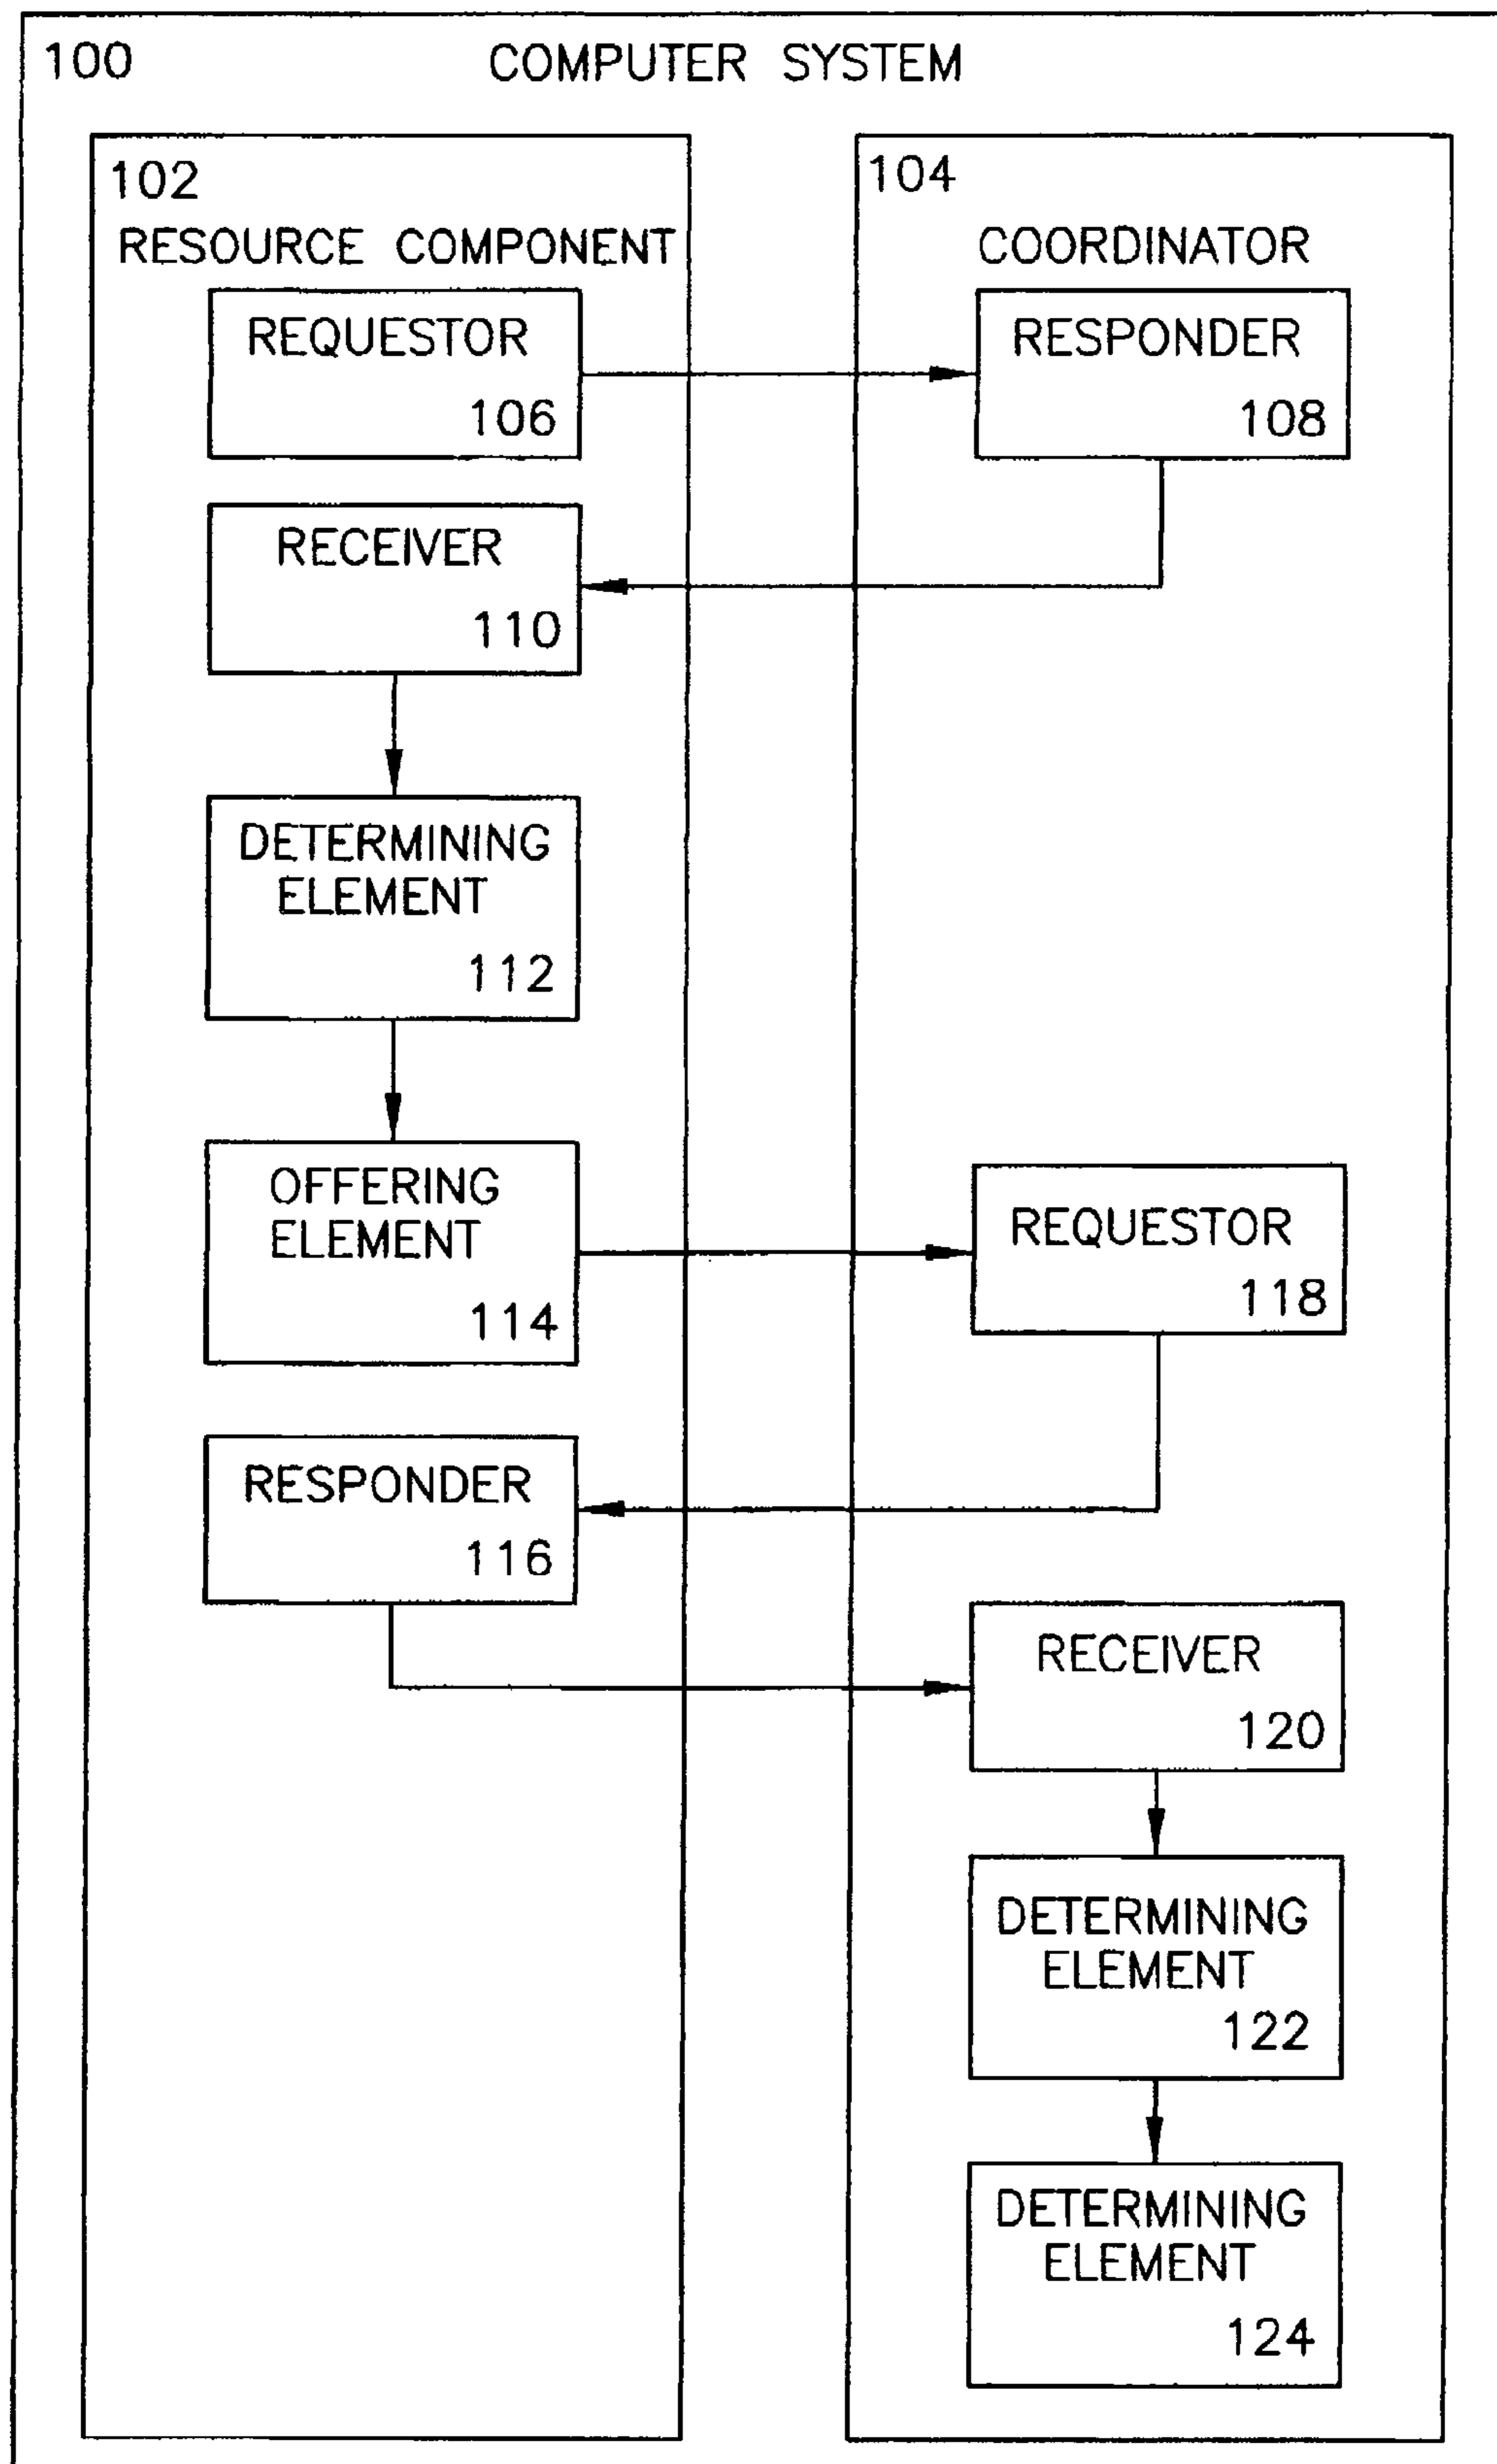 100
COMPUTER SYSTEM
102
RESOURCE COMPONENT
REQUESTOR
106
RECEIVER
110
DETERMINING
ELEMENT
112
OFFERING
ELEMENT
114
RESPONDER
116
104
COORDINATOR
RESPONDER
108
REQUESTOR
118
RECEIVER
120
DETERMINING
ELEMENT
122
DETERMINING
ELEMENT
124